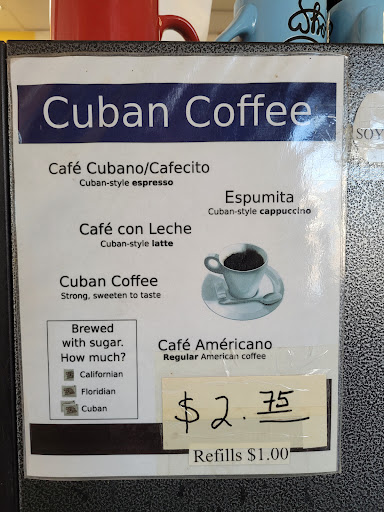 Cuban Coffee
Café Cubano/Cafecito
Cuban-style espresso
Espumita
Cuban-style cappuccino
Café con Leche
Cuban-style latte
Cuban Coffee
Strong, sweeten to taste
Brewed
with sugar.
How much?
Californian
Floridian
Cuban
Café Américano
Regular American coffee
$2.75
Refills $1.00
SOY